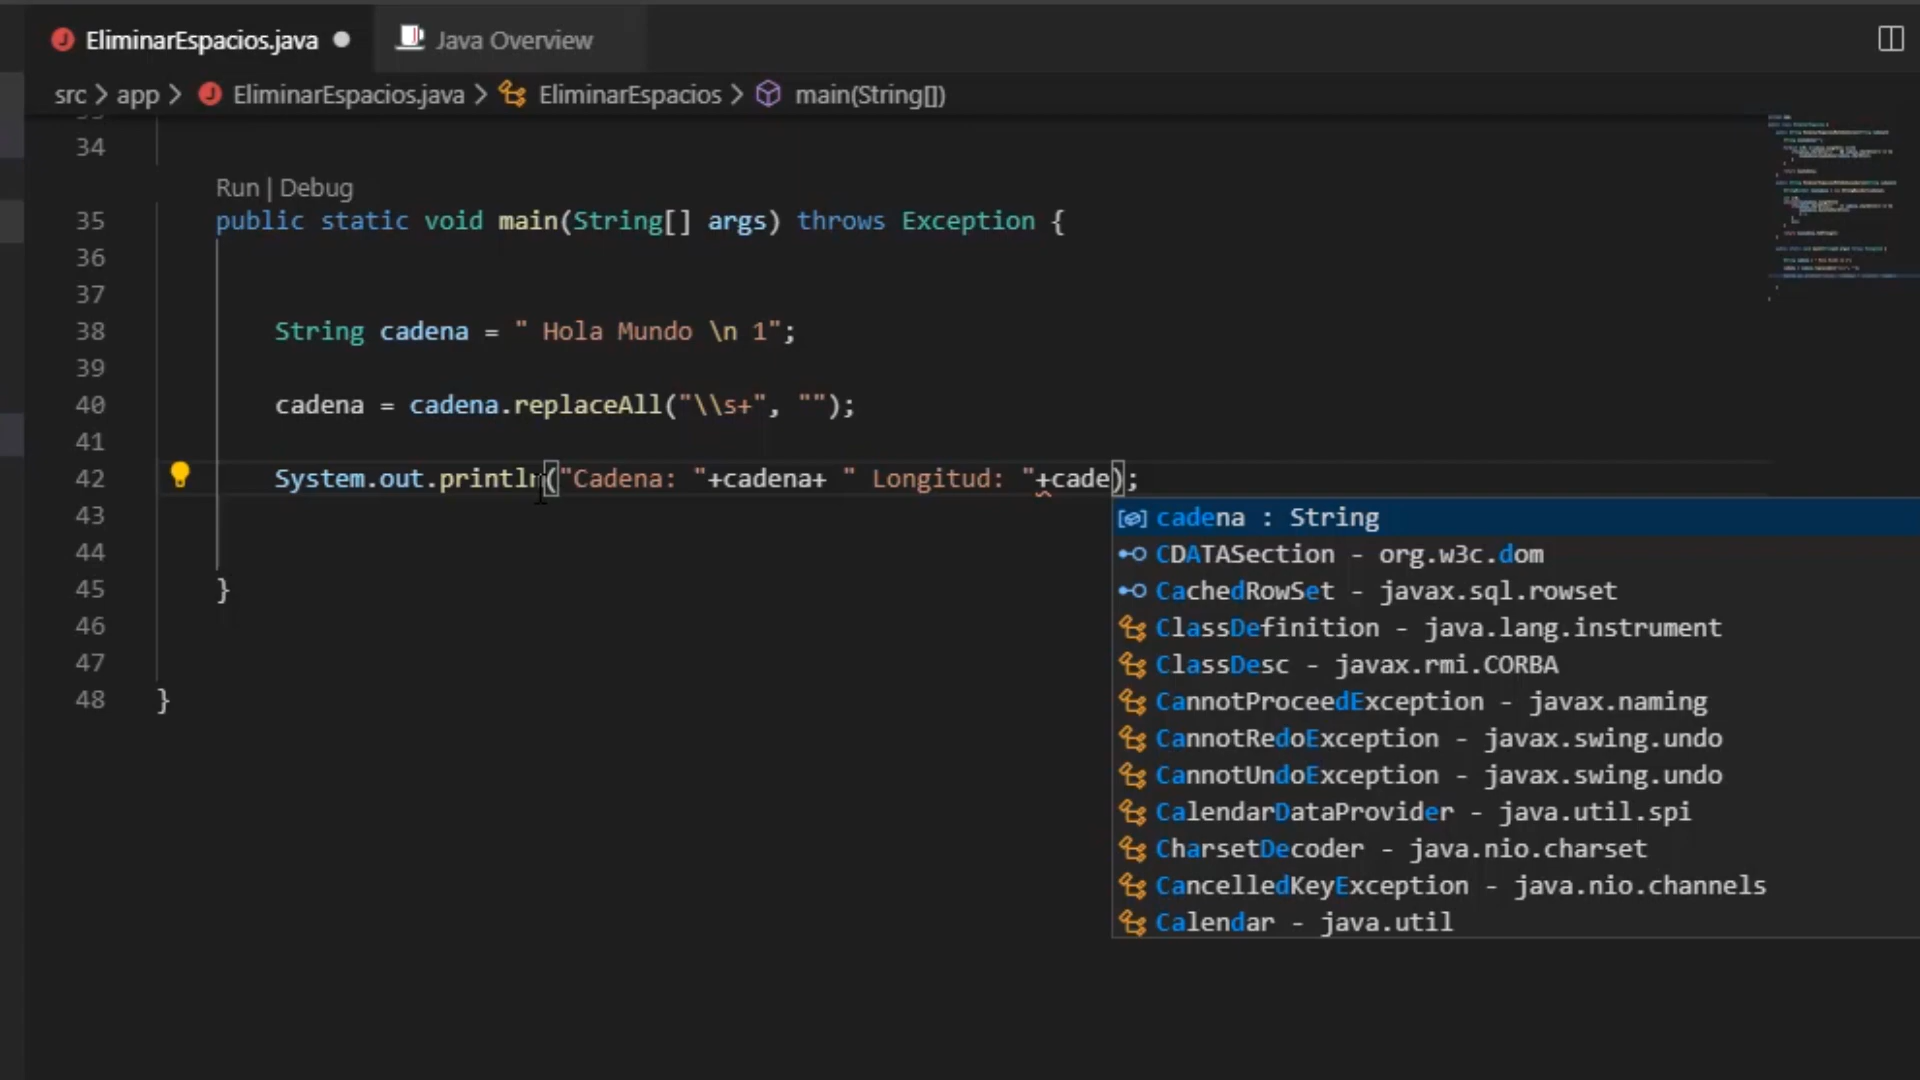 EliminarEspacios.java
Java Overview
src > app > EliminarEspacios.java > EliminarEspacios > main(String[])
34
Run | Debug
35 public static void main(String[] args) throws Exception {
36
37
38 String cadena = " Hola Mundo \n 1";
39
40 cadena = cadena.replaceAll("\\s+", "");
41
42 System.out.println("Cadena: "+cadena+ " Longitud: "+cade);
43
44
45 }
46
47
48 }
cadena : String
CDATASection - org.w3c.dom
CachedRowSet - javax.sql.rowset
ClassDefinition - java.lang.instrument
ClassDesc - javax.rmi.CORBA
CannotProceedException - javax.naming
CannotRedoException - javax.swing.undo
CannotUndoException - javax.swing.undo
CalendarDataProvider - java.util.spi
CharsetDecoder - java.nio.charset
CancelledKeyException - java.nio.channels
Calendar - java.util